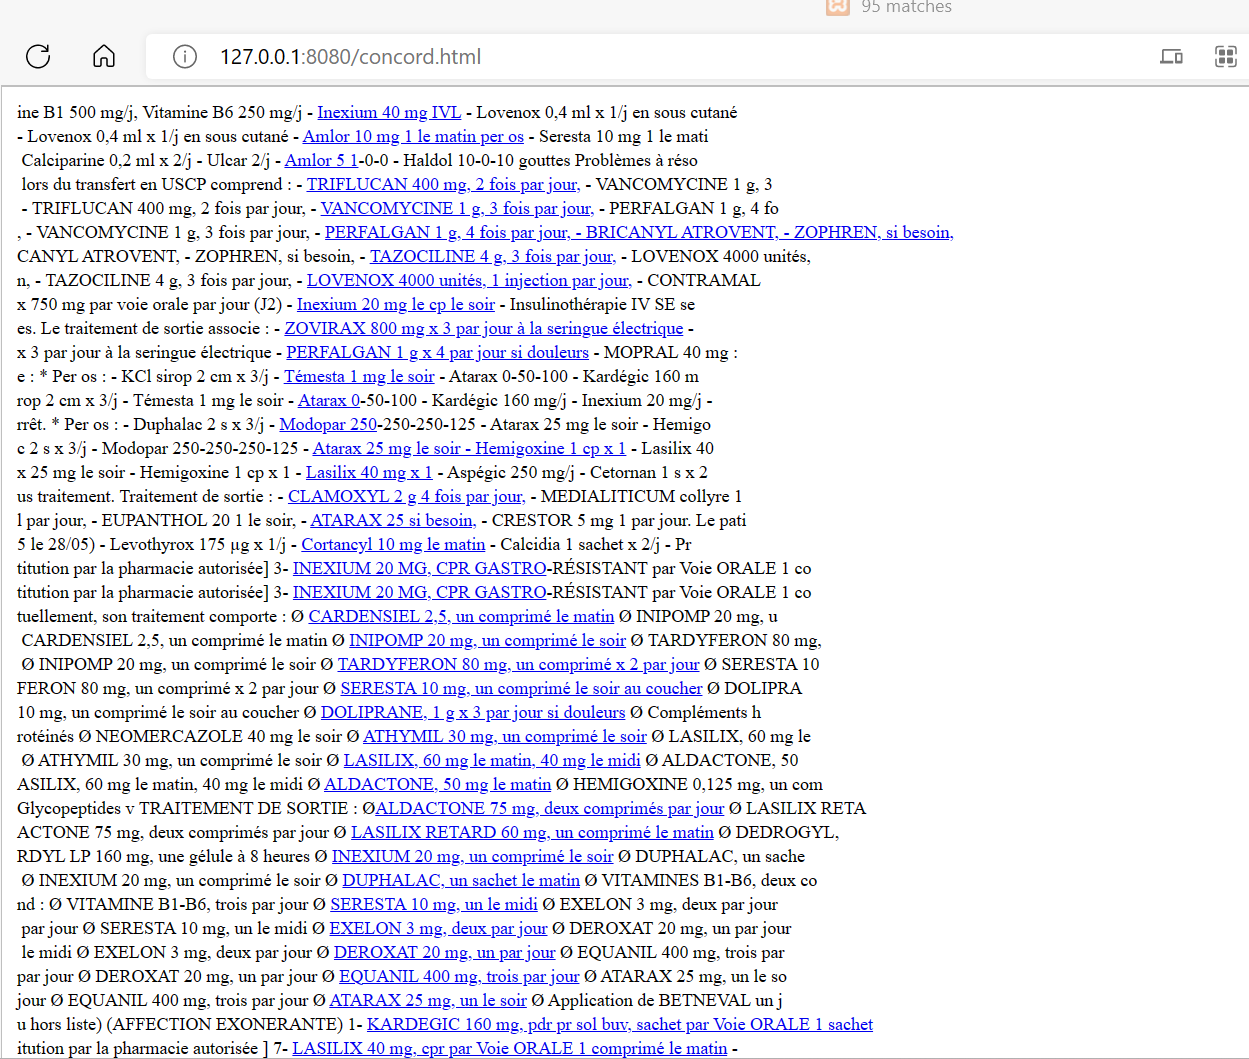 95 matches
127.0.0.1:8080/concord.html
ine B1 500 mg/j, Vitamine B6 250 mg/j - Inexium 40 mg IVL - Lovenox 0,4 ml x 1/j en sous cutané
- Lovenox 0,4 ml x 1/j en sous cutané - Amlor 10 mg 1 le matin per os - Seresta 10 mg 1 le mati
Calciparine 0,2 ml x 2/j - Ulcar 2/j - Amlor 5 1-0-0 - Haldol 10-0-10 gouttes Problèmes à réso
lors du transfert en USCP comprend : - TRIFLUCAN 400 mg, 2 fois par jour, - VANCOMYCINE 1 g, 3
- TRIFLUCAN 400 mg, 2 fois par jour, - VANCOMYCINE 1 g, 3 fois par jour, - PERFALGAN 1 g, 4 fo
, - VANCOMYCINE 1 g, 3 fois par jour, - PERFALGAN 1 g, 4 fois par jour, - BRICANYL ATROVENT, - ZOPHREN, si besoin,
CANYL ATROVENT, - ZOPHREN, si besoin, - TAZOCILINE 4 g, 3 fois par jour, - LOVENOX 4000 unités,
n, - TAZOCILINE 4 g, 3 fois par jour, - LOVENOX 4000 unités, 1 injection par jour, - CONTRAMAL
x 750 mg par voie orale par jour (J2) - Inexium 20 mg le cp le soir - Insulinothérapie IV SE se
es. Le traitement de sortie associe : - ZOVIRAX 800 mg x 3 par jour à la seringue électrique -
x 3 par jour à la seringue électrique - PERFALGAN 1 g x 4 par jour si douleurs - MOPRAL 40 mg :
e : * Per os : - KCl sirop 2 cm x 3/j - Témesta 1 mg le soir - Atarax 0-50-100 - Kardégic 160 m
rop 2 cm x 3/j - Témesta 1 mg le soir - Atarax 0-50-100 - Kardégic 160 mg/j - Inexium 20 mg/j -
rrêt. * Per os : - Duphalac 2 s x 3/j - Modopar 250-250-250-125 - Atarax 25 mg le soir - Hemigo
c 2 s x 3/j - Modopar 250-250-250-125 - Atarax 25 mg le soir - Hemigoxine 1 cp x 1 - Lasilix 40
x 25 mg le soir - Hemigoxine 1 cp x 1 - Lasilix 40 mg x 1 - Aspégic 250 mg/j - Cetornan 1 s x 2
us traitement. Traitement de sortie : - CLAMOXYL 2 g 4 fois par jour, - MEDIALITICUM collyre 1
l par jour, - EUPANTHOL 20 1 le soir, - ATARAX 25 si besoin, - CRESTOR 5 mg 1 par jour. Le pati
5 le 28/05) - Levothyrox 175 µg x 1/j - Cortancyl 10 mg le matin - Calcidia 1 sachet x 2/j - Pr
titution par la pharmacie autorisée] 3- INEXIUM 20 MG, CPR GASTRO-RÉSISTANT par Voie ORALE 1 co
titution par la pharmacie autorisée] 3- INEXIUM 20 MG, CPR GASTRO-RÉSISTANT par Voie ORALE 1 co
tuellement, son traitement comporte : Ø CARDENSIEL 2,5, un comprimé le matin Ø INIPOMP 20 mg, u
CARDENSIEL 2,5, un comprimé le matin Ø INIPOMP 20 mg, un comprimé le soir Ø TARDYFERON 80 mg,
Ø INIPOMP 20 mg, un comprimé le soir Ø TARDYFERON 80 mg, un comprimé x 2 par jour Ø SERESTA 10
FERON 80 mg, un comprimé x 2 par jour Ø SERESTA 10 mg, un comprimé le soir au coucher Ø DOLIPRA
10 mg, un comprimé le soir au coucher Ø DOLIPRANE, 1 g x 3 par jour si douleurs Ø Compléments h
rotéinés Ø NEOMERCAZOLE 40 mg le soir Ø ATHYMIL 30 mg, un comprimé le soir Ø LASILIX, 60 mg le
Ø ATHYMIL 30 mg, un comprimé le soir Ø LASILIX, 60 mg le matin, 40 mg le midi Ø ALDACTONE, 50
ASILIX, 60 mg le matin, 40 mg le midi Ø ALDACTONE, 50 mg le matin Ø HEMIGOXINE 0,125 mg, un com
Glycopeptides v TRAITEMENT DE SORTIE : ØALDACTONE 75 mg, deux comprimés par jour Ø LASILIX RETA
ACTONE 75 mg, deux comprimés par jour Ø LASILIX RETARD 60 mg, un comprimé le matin Ø DEDROGYL,
RDYL LP 160 mg, une gélule à 8 heures Ø INEXIUM 20 mg, un comprimé le soir Ø DUPHALAC, un sache
Ø INEXIUM 20 mg, un comprimé le soir Ø DUPHALAC, un sachet le matin Ø VITAMINES B1-B6, deux co
nd : Ø VITAMINE B1-B6, trois par jour Ø SERESTA 10 mg, un le midi Ø EXELON 3 mg, deux par jour
par jour Ø SERESTA 10 mg, un le midi Ø EXELON 3 mg, deux par jour Ø DEROXAT 20 mg, un par jour
le midi Ø EXELON 3 mg, deux par jour Ø DEROXAT 20 mg, un par jour Ø EQUANIL 400 mg, trois par
par jour Ø DEROXAT 20 mg, un par jour Ø EQUANIL 400 mg, trois par jour Ø ATARAX 25 mg, un le so
jour Ø EQUANIL 400 mg, trois par jour Ø ATARAX 25 mg, un le soir Ø Application de BETNEVAL un j
u hors liste) (AFFECTION EXONERANTE) 1- KARDEGIC 160 mg, pdr pr sol buv, sachet par Voie ORALE 1 sachet
itution par la pharmacie autorisée ] 7- LASILIX 40 mg, cpr par Voie ORALE 1 comprimé le matin -